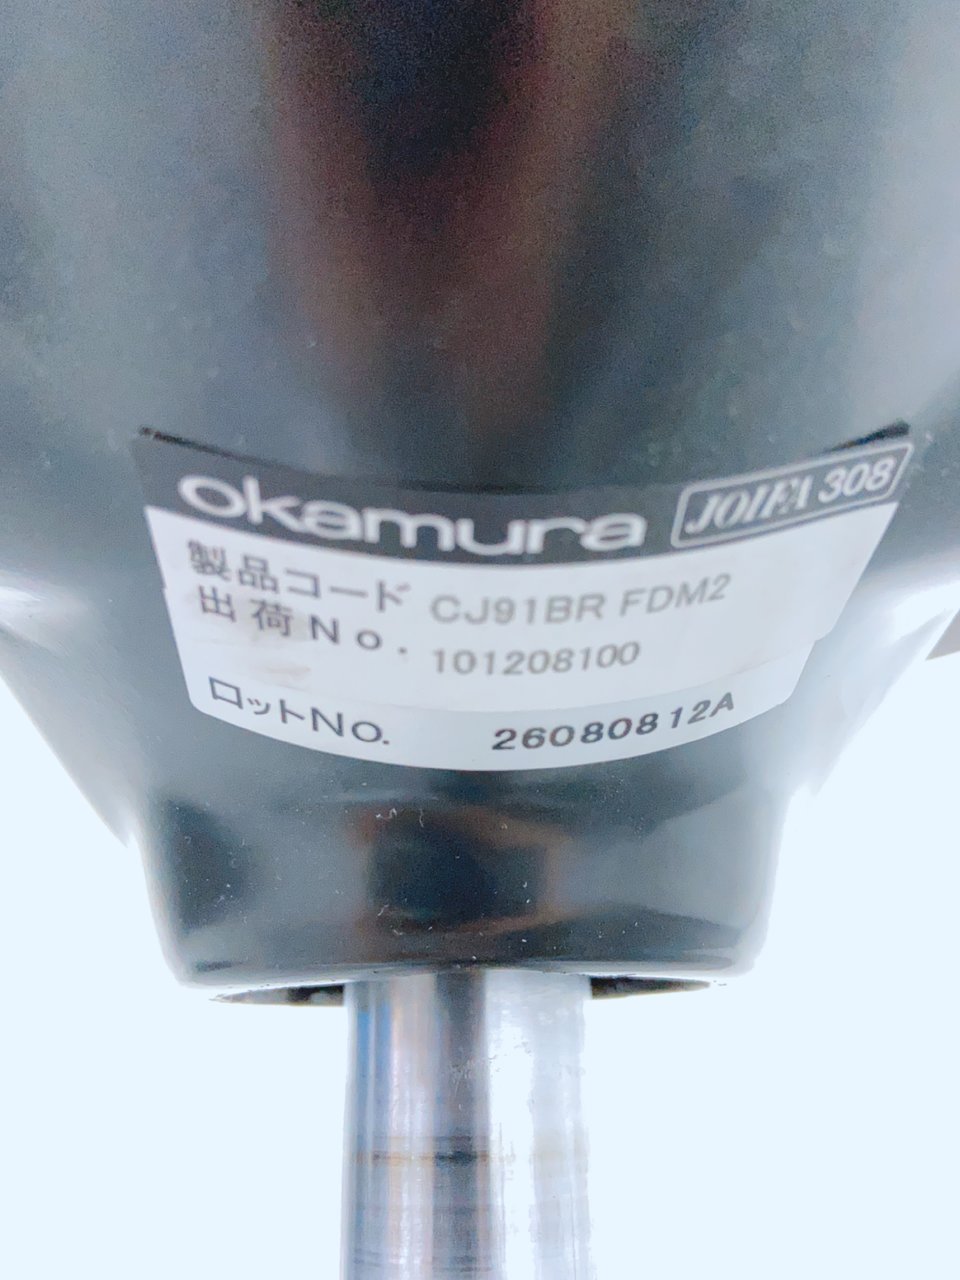 okamura JOIFA 308
製品コード CJ91BR FDM2
出荷No. 101208100
ロットNo. 26080812A